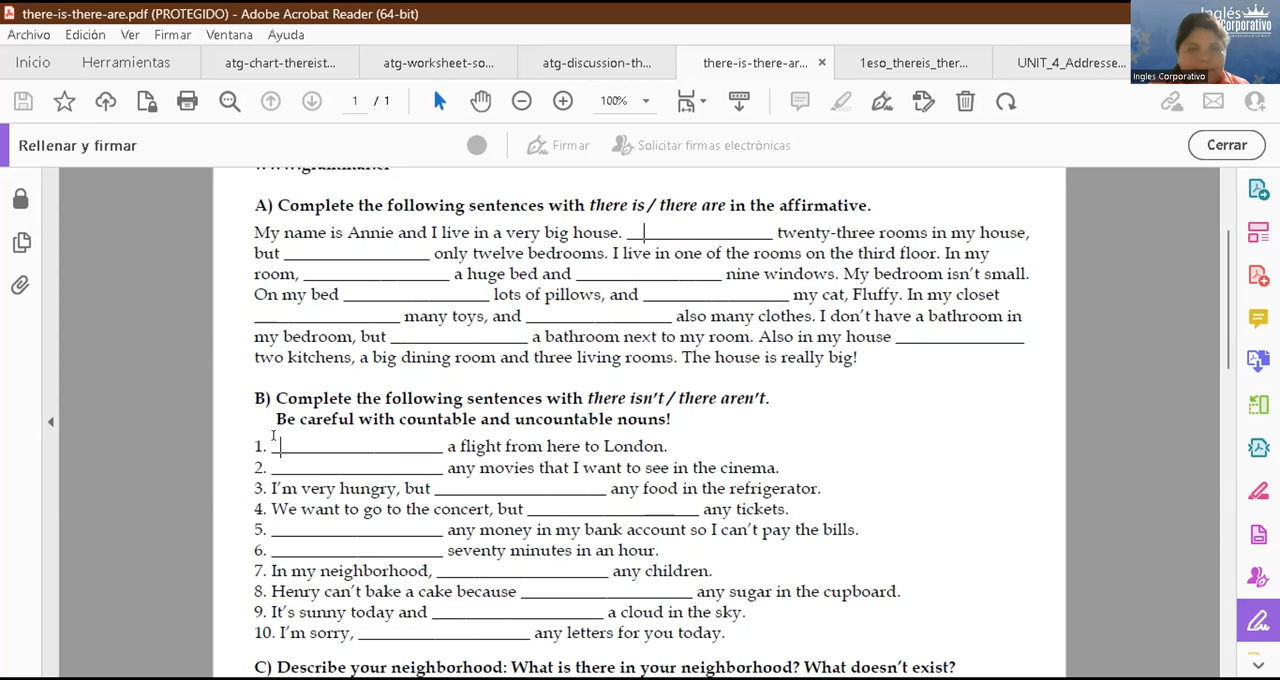 there-is-there-are.pdf (PROTEGIDO) - Adobe Acrobat Reader (64-bit)
Archivo Edición Ver Firmar Ventana Ayuda
Inglés
Corporativo
Inicio Herramientas atg-chart-thereist... atg-worksheet-so... atg-discussion-th... there-is-there-ar... × 1eso_thereis_ther... UNIT_4_Addresse...
Ingles Corporativo
1 / 1 100%
Rellenar y firmar Firmar Solicitar firmas electrónicas Cerrar
A) Complete the following sentences with there is / there are in the affirmative.
My name is Annie and I live in a very big house. ________________ twenty-three rooms in my house,
but ________________ only twelve bedrooms. I live in one of the rooms on the third floor. In my
room, ________________ a huge bed and ________________ nine windows. My bedroom isn't small.
On my bed ________________ lots of pillows, and ________________ my cat, Fluffy. In my closet
________________ many toys, and ________________ also many clothes. I don't have a bathroom in
my bedroom, but ________________ a bathroom next to my room. Also in my house ________________
two kitchens, a big dining room and three living rooms. The house is really big!
B) Complete the following sentences with there isn't / there aren't.
Be careful with countable and uncountable nouns!
1. ___________________ a flight from here to London.
2. ___________________ any movies that I want to see in the cinema.
3. I'm very hungry, but ___________________ any food in the refrigerator.
4. We want to go to the concert, but ___________________ any tickets.
5. ___________________ any money in my bank account so I can't pay the bills.
6. ___________________ seventy minutes in an hour.
7. In my neighborhood, ___________________ any children.
8. Henry can't bake a cake because ___________________ any sugar in the cupboard.
9. It's sunny today and ___________________ a cloud in the sky.
10. I'm sorry, ___________________ any letters for you today.
C) Describe your neighborhood: What is there in your neighborhood? What doesn't exist?